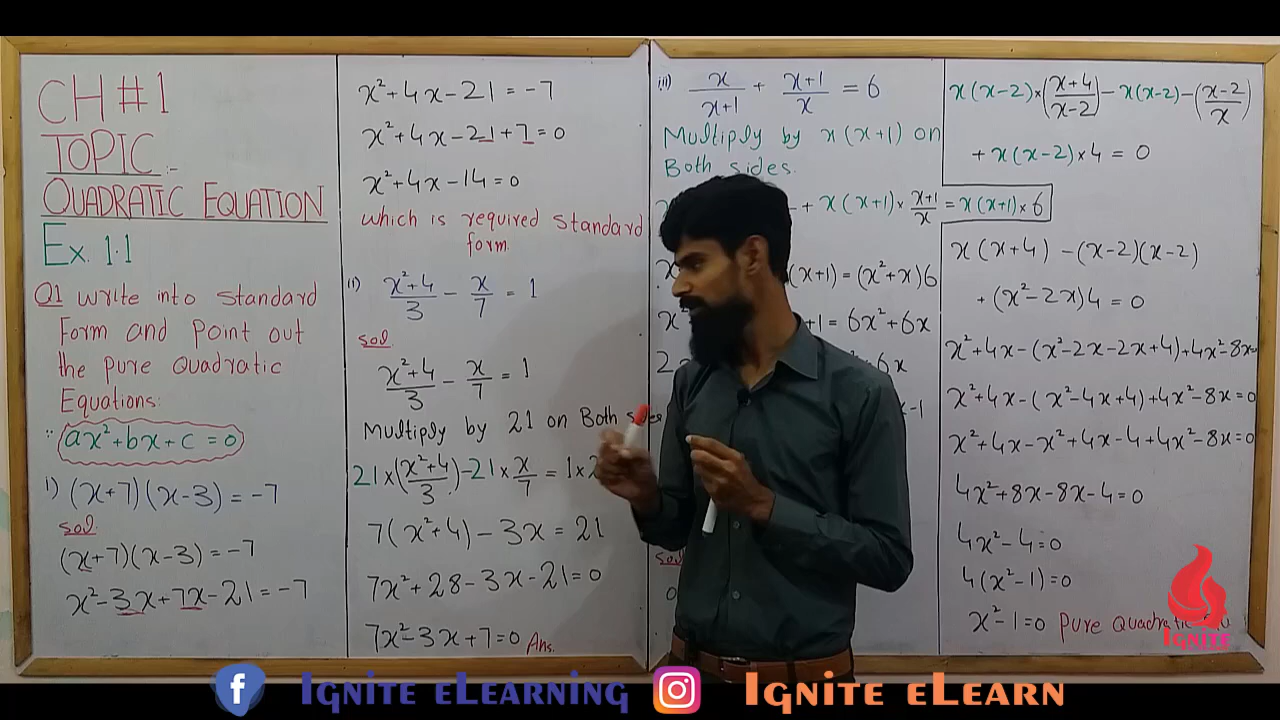 CH # 1
TOPIC :-
QUADRATIC EQUATION
Ex. 1.1
Q1 Write into standard
Form and Point out
the pure Quadratic
Equations:
∵ ax²+bx+c=0
i) (x+7)(x-3)=-7
sol:
(x+7)(x-3)=-7
x²-3x+7x-21=-7
x²+4x-21=-7
x²+4x-21+7=0
x²+4x-14=0
which is required standard
form.
ii) (x²+4)/3 - x/7 = 1
sol:
(x²+4)/3 - x/7 = 1
Multiply by 21 on Both sides
21×((x²+4)/3)-21×x/7 = 1×2
7(x²+4)-3x=21
7x²+28-3x-21=0
7x²-3x+7=0 Ans.
iii) x/(x+1) + (x+1)/x = 6
Multiply by x(x+1) on
Both sides.
+ x(x+1)×(x+1)/x = x(x+1)×6
(x+1)=(x²+x)6
+1=6x²+6x
6x
-1
sol:
x(x-2)×((x+4)/(x-2))-x(x-2)-((x-2)/x)
+x(x-2)×4=0
x(x+4)-(x-2)(x-2)
+(x²-2x)4=0
x²+4x-(x²-2x-2x+4)+4x²-8x=
x²+4x-(x²-4x+4)+4x²-8x=0
x²+4x-x²+4x-4+4x²-8x=0
4x²+8x-8x-4=0
4x²-4=0
4(x²-1)=0
x²-1=0 Pure Quadratic
IGNITE
IGNITE ELEARNING
IGNITE ELEARN